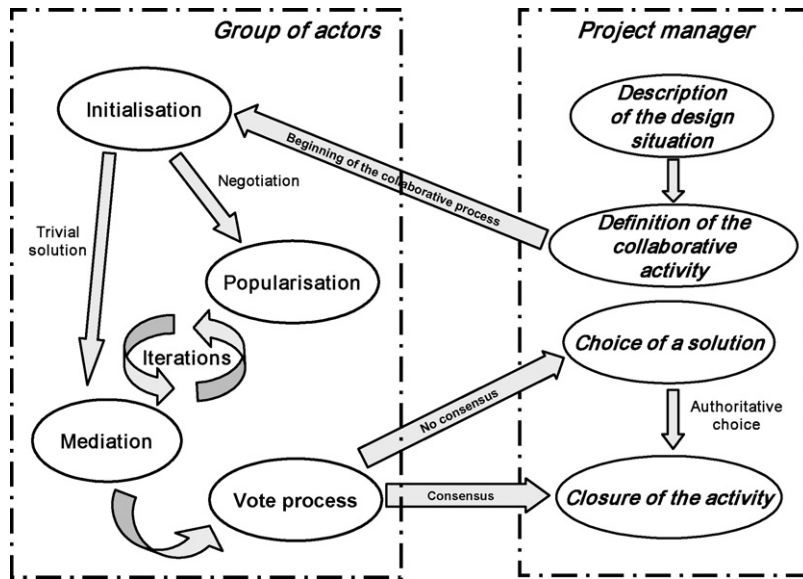 Group of actors
Initialisation
Negotiation
Trivial
solution
Popularisation
Iterations
Mediation
Vote process
Beginning of the collaborative process
No consensus
Consensus
Project manager
Description
of the design
situation
Definition of the
collaborative
activity
Choice of a solution
Authoritative
choice
Closure of the activity